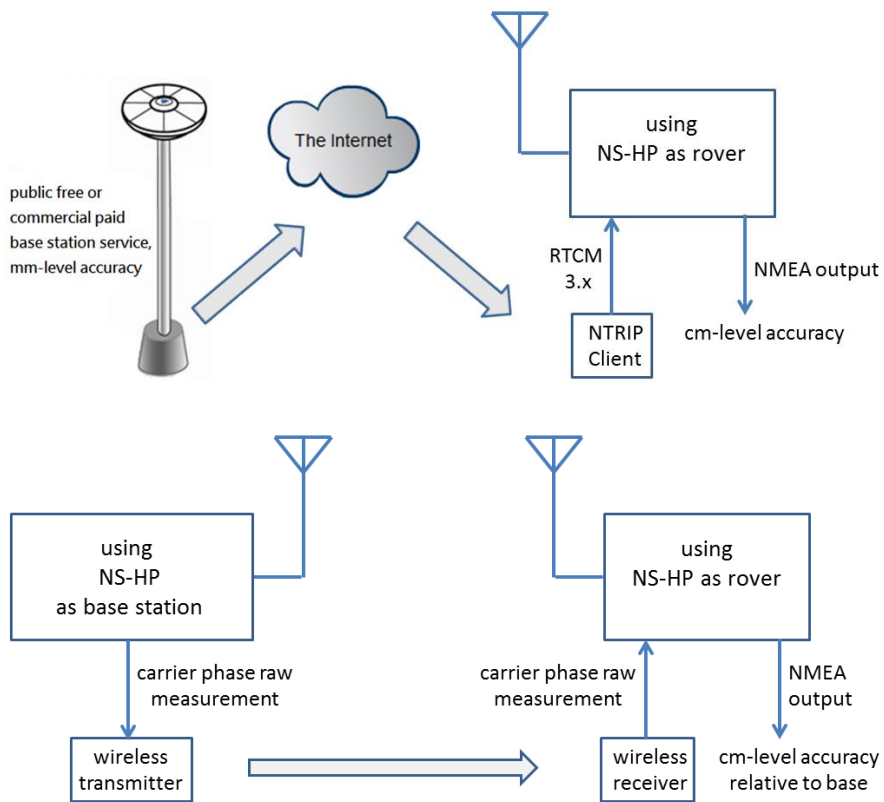 public free or
commercial paid
base station service,
mm-level accuracy
The Internet
using
NS-HP as rover
RTCM
3.x
NTRIP
Client
NMEA output
cm-level accuracy
using
NS-HP
as base station
carrier phase raw
measurement
wireless
transmitter
using
NS-HP as rover
carrier phase raw
measurement
wireless
receiver
NMEA
output
cm-level accuracy
relative to base